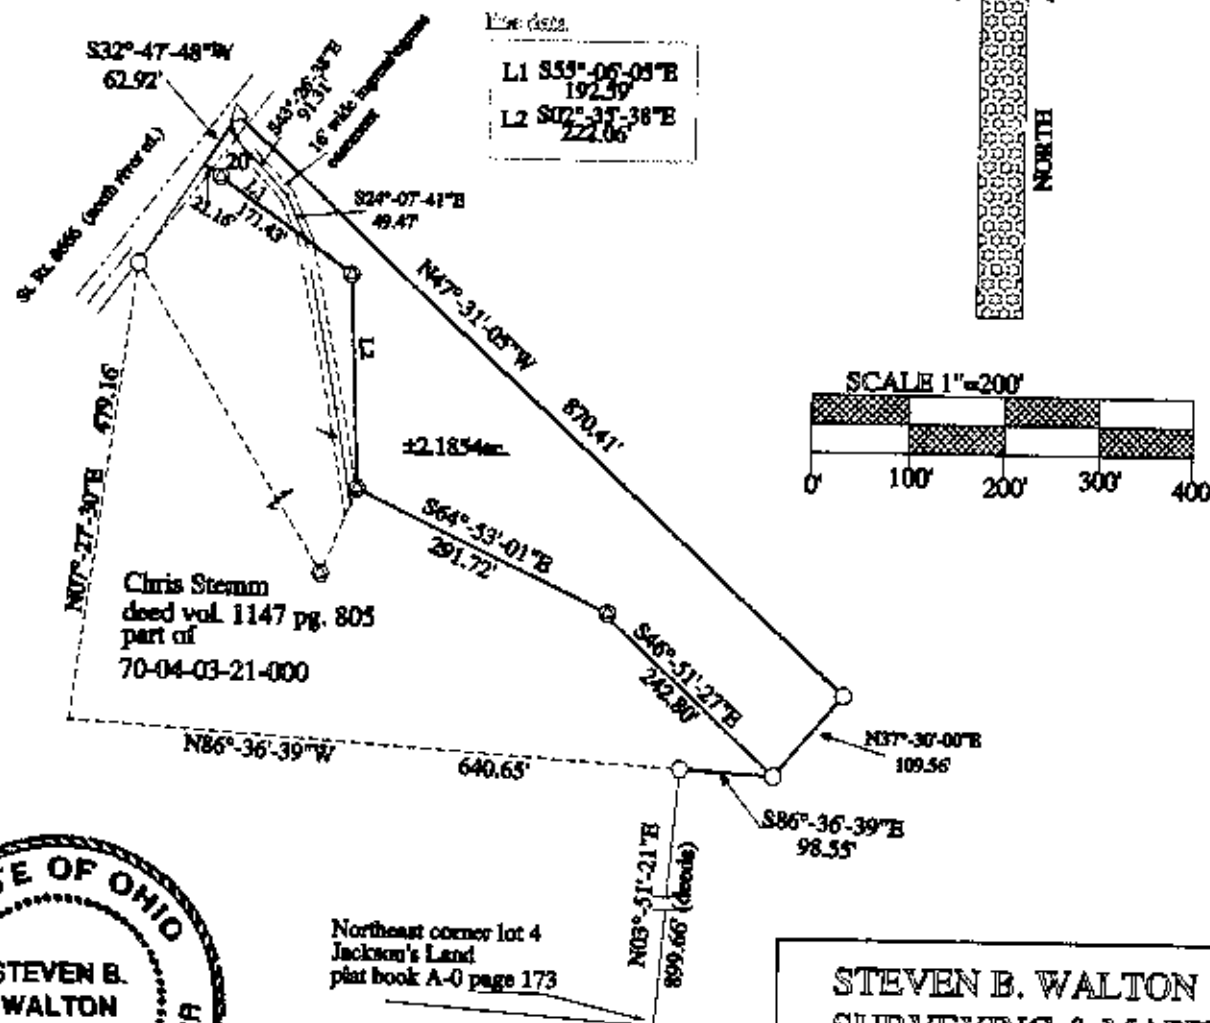 S32°-47'-48"W
62.92'
S43°-26'-38"E
91.31'
16' wide ingress/egress
easement
Line data
L1 S55°-06'-05"E
192.59'
L2 S02°-35'-38"E
222.06'
NORTH
St. Rt. #666 (north river rd.)
20'
L1
21.16'
171.43'
S24°-07'-41"E
49.47'
N47°-31'-05"W
870.41'
L2
SCALE 1"=200'
0' 100' 200' 300' 400'
±2.1854ac.
N07°-27'-30"E
479.16'
S64°-53'-01"E
291.72'
Chris Stemm
deed vol. 1147 pg. 805
part of
70-04-03-21-000
S46°-51'-27"E
242.80'
N37°-30'-00"E
109.56'
N86°-36'-39"W
640.65'
S86°-36'-39"E
98.55'
N03°-51'-21"E
899.66' (deeds)
Northeast corner lot 4
Jackson's Land
plat book A-0 page 173
OF OHIO
STEVEN B.
WALTON
STEVEN B. WALTON